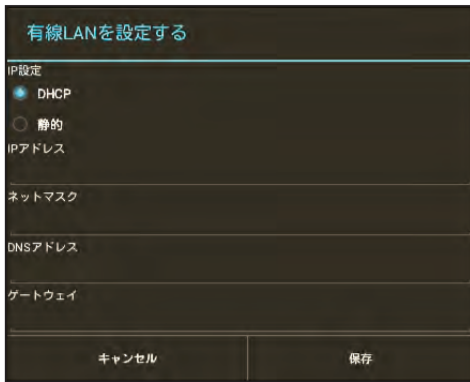 有線LANを設定する
IP設定
DHCP
静的
IPアドレス
ネットマスク
DNSアドレス
ゲートウェイ
キャンセル 保存